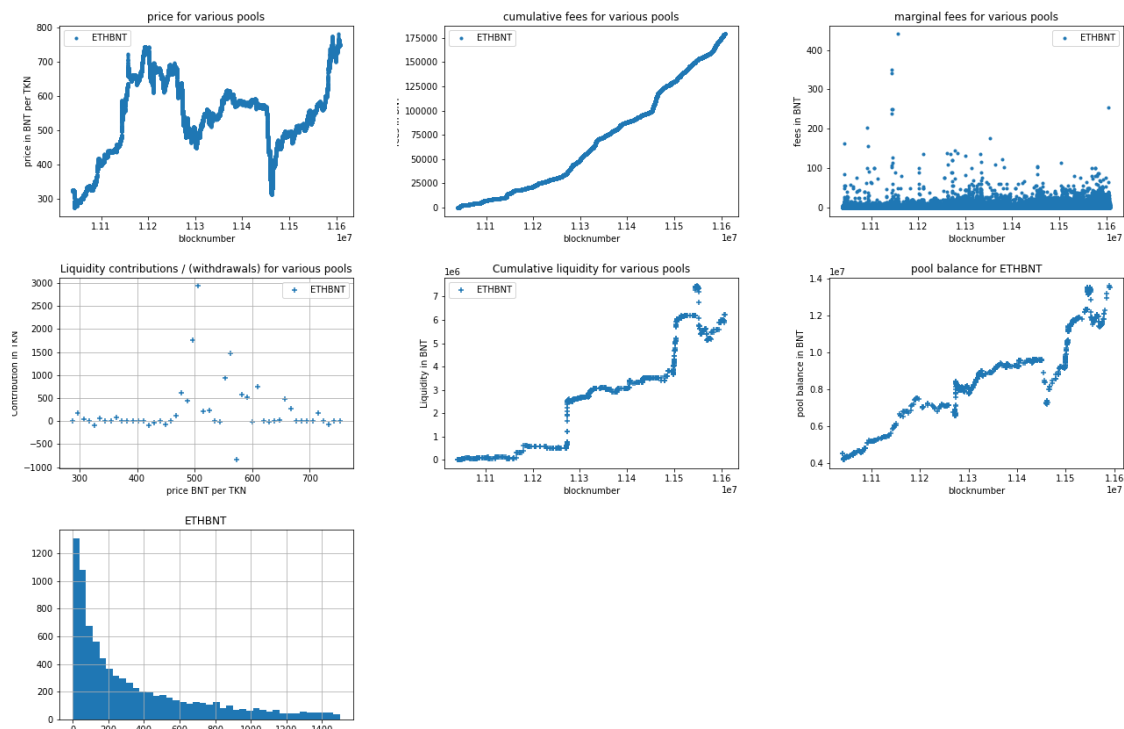 price for various pools
ETHBNT
price in BNT per TKN
800
700
600
500
400
300
1.11 1.12 1.13 1.14 1.15 1.16
blocknumber
1e7
cumulative fees for various pools
ETHBNT
175000
150000
125000
100000
75000
50000
25000
0
1.11 1.12 1.13 1.14 1.15 1.16
blocknumber
1e7
marginal fees for various pools
ETHBNT
fees in BNT
400
300
200
100
0
1.11 1.12 1.13 1.14 1.15 1.16
blocknumber
1e7
Liquidity contributions / (withdrawals) for various pools
ETHBNT
Contribution in TKN
3000
2500
2000
1500
1000
500
0
−500
−1000
300 400 500 600 700
price BNT per TKN
Cumulative liquidity for various pools
1e6
ETHBNT
Liquidity in BNT
7
6
5
4
3
2
1
0
1.11 1.12 1.13 1.14 1.15 1.16
blocknumber
1e7
pool balance for ETHBNT
1e7
pool balance in BNT
1.4
1.2
1.0
0.8
0.6
0.4
1.11 1.12 1.13 1.14 1.15 1.16
blocknumber
1e7
ETHBNT
1200
1000
800
600
400
200
0
0 200 400 600 800 1000 1200 1400